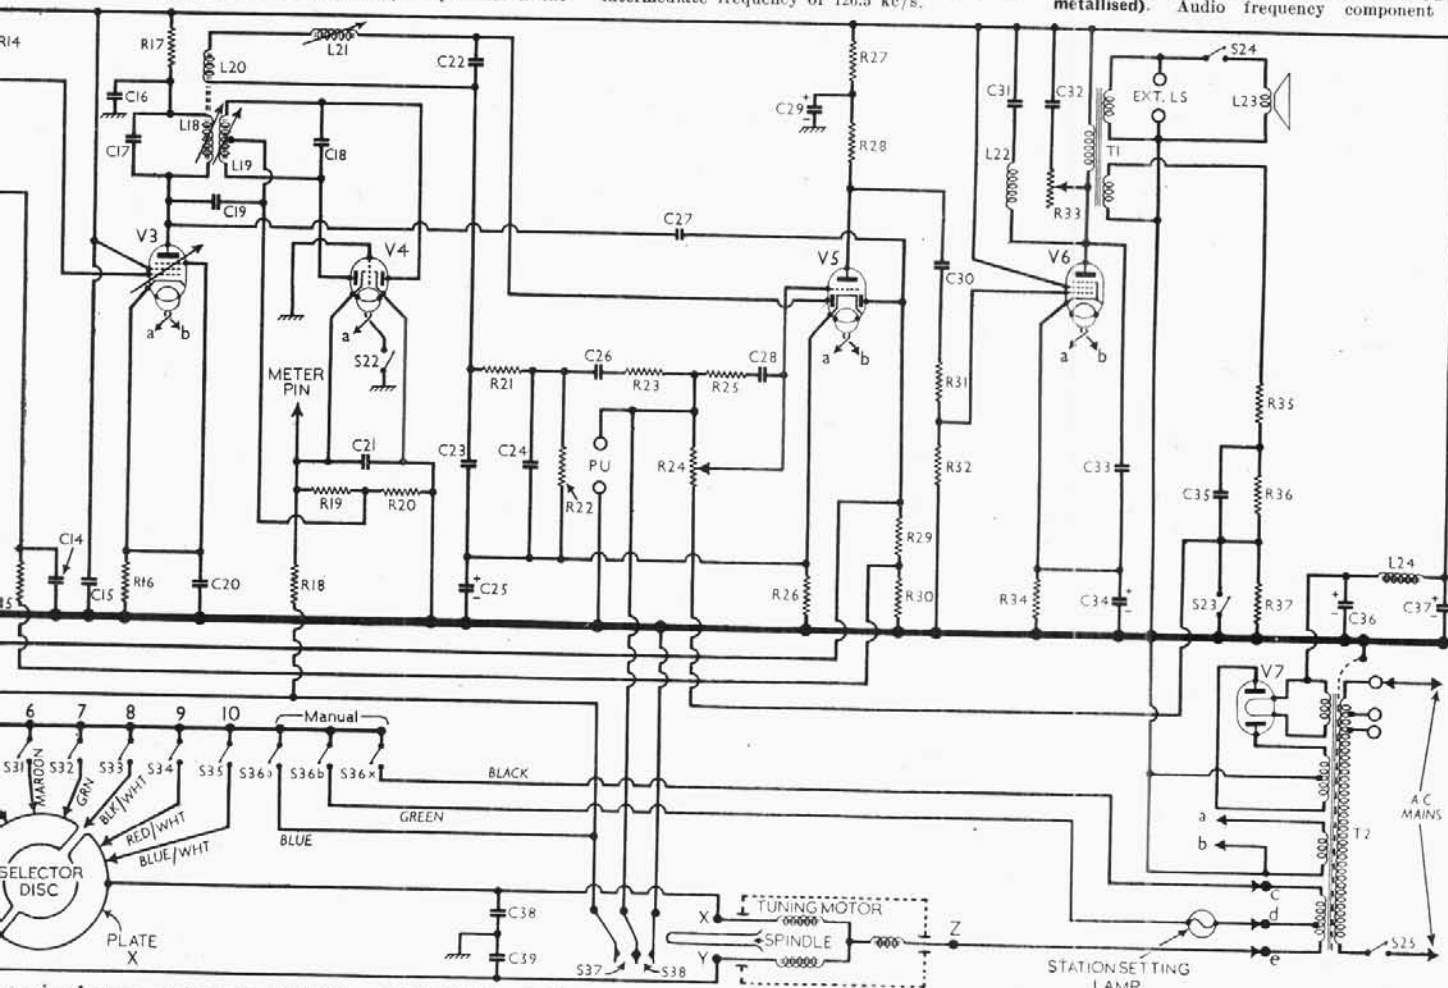 intermediate frequency of 126.5 kc/s.
metallised). Audio frequency component
R14
R17
L21
L20
C22
R27
S24
C16
C29
+
-
C31
C32
EXT. LS
L23
L18
C17
C18
R28
L22
T1
L19
C19
R33
C27
V3
V4
V5
V6
C30
a
b
a
S22
a
b
a
b
METER
PIN
R21
C26
R23
R25
C28
R31
R35
C21
C23
C24
PU
R24
R32
C33
C35
R36
R19
R20
R22
C14
R29
L24
C15
R16
C20
R18
C25
+
-
R26
R30
R34
C34
+
-
S23
R37
C36
+
-
C37
+
-
V7
6
7
8
9
10
Manual
S31
MAROON
S32
S33
S34
S35
S36a
S36b
S36x
BLACK
GRN
BLK/WHT
RED/WHT
BLUE/WHT
GREEN
BLUE
a
b
T2
A C
MAINS
SELECTOR
DISC
c
d
e
PLATE
X
C38
C39
X
Y
TUNING MOTOR
SPINDLE
Z
S37
S38
STATION SETTING
LAMP
S25